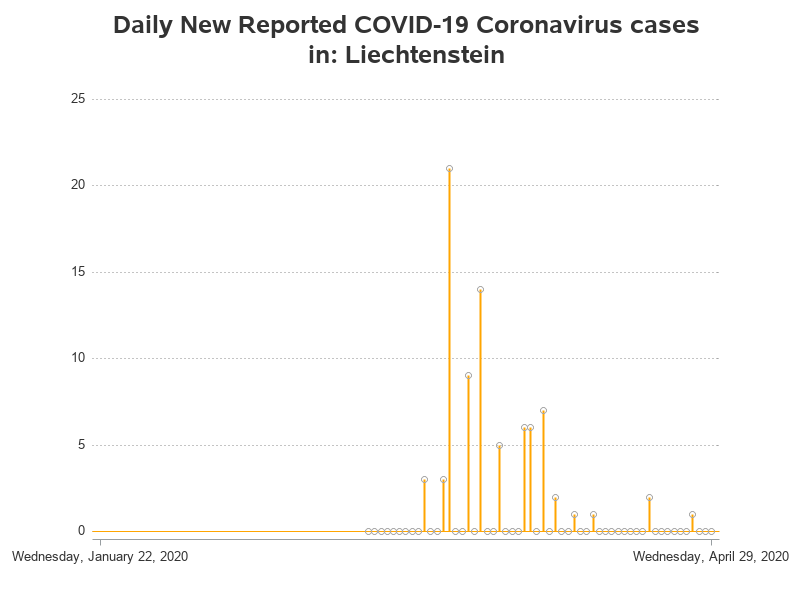 Daily New Reported COVID-19 Coronavirus cases
in: Liechtenstein
25
20
15
10
5
0
Wednesday, January 22, 2020 Wednesday, April 29, 2020